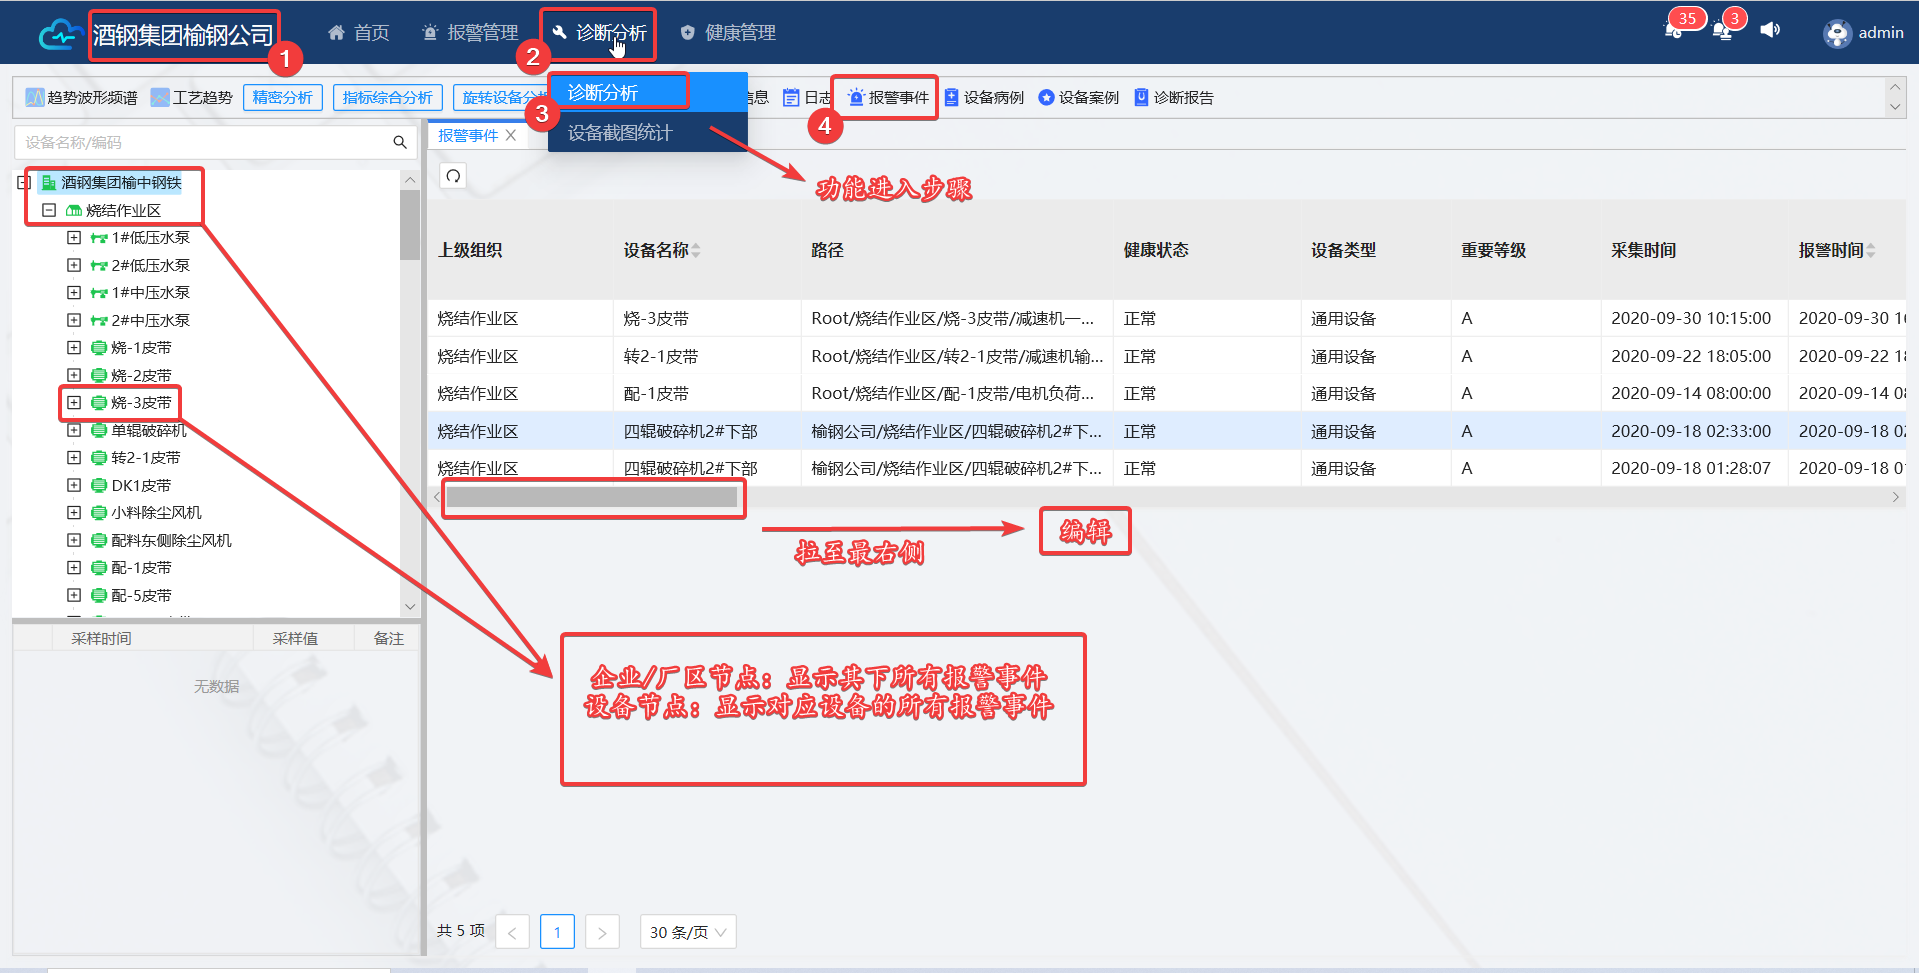 酒钢集团榆钢公司
1
首页
报警管理
2
诊断分析
健康管理
35
3
admin
趋势波形频谱
工艺趋势
精密分析
指标综合分析
旋转设备分
3
诊断分析
设备截图统计
息
日志
4
报警事件
设备病例
设备案例
诊断报告
设备名称/编码
报警事件
功能进入步骤
酒钢集团榆中钢铁
烧结作业区
1#低压水泵
2#低压水泵
1#中压水泵
2#中压水泵
烧-1皮带
烧-2皮带
烧-3皮带
单辊破碎机
转2-1皮带
DK1皮带
小料除尘风机
配料东侧除尘风机
配-1皮带
配-5皮带
采样时间 采样值 备注
无数据
上级组织 设备名称 路径 健康状态 设备类型 重要等级 采集时间 报警时间
烧结作业区 烧-3皮带 Root/烧结作业区/烧-3皮带/减速机一... 正常 通用设备 A 2020-09-30 10:15:00 2020-09-30 1
烧结作业区 转2-1皮带 Root/烧结作业区/转2-1皮带/减速机输... 正常 通用设备 A 2020-09-22 18:05:00 2020-09-22 1
烧结作业区 配-1皮带 Root/烧结作业区/配-1皮带/电机负荷... 正常 通用设备 A 2020-09-14 08:00:00 2020-09-14 0
烧结作业区 四辊破碎机2#下部 榆钢公司/烧结作业区/四辊破碎机2#下... 正常 通用设备 A 2020-09-18 02:33:00 2020-09-18 0
烧结作业区 四辊破碎机2#下部 榆钢公司/烧结作业区/四辊破碎机2#下... 正常 通用设备 A 2020-09-18 01:28:07 2020-09-18 0
拉至最右侧
编辑
企业/厂区节点：显示其下所有报警事件
设备节点：显示对应设备的所有报警事件
共 5 项
1
30 条/页